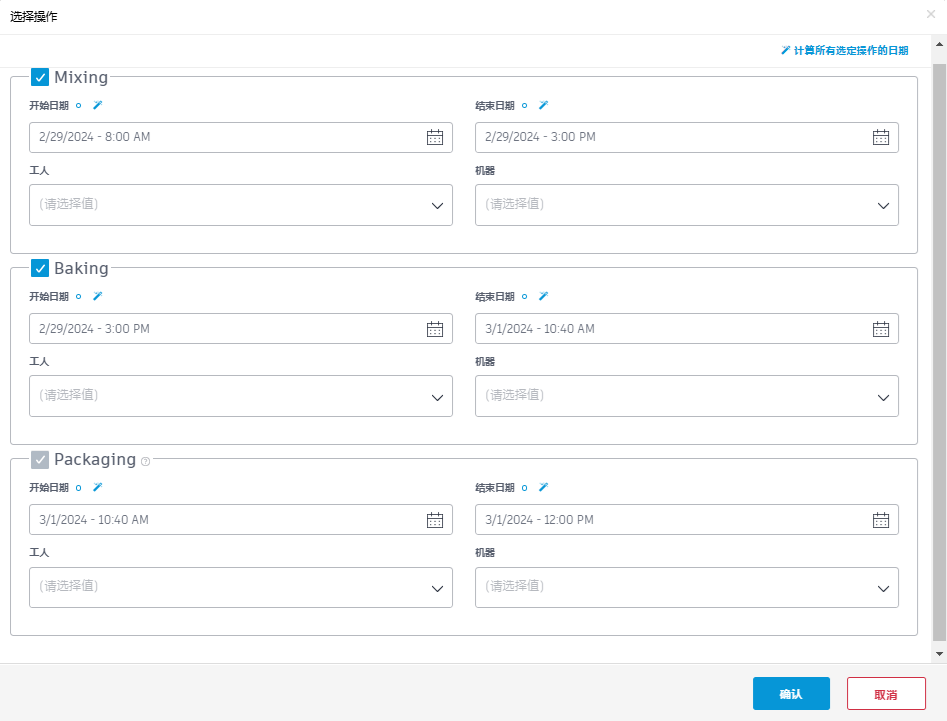 选择操作
计算所有选定操作的日期
Mixing
开始日期 结束日期
2/29/2024 - 8:00 AM 2/29/2024 - 3:00 PM
工人 机器
(请选择值) (请选择值)
Baking
开始日期 结束日期
2/29/2024 - 3:00 PM 3/1/2024 - 10:40 AM
工人 机器
(请选择值) (请选择值)
Packaging
开始日期 结束日期
3/1/2024 - 10:40 AM 3/1/2024 - 12:00 PM
工人 机器
(请选择值) (请选择值)
确认 取消